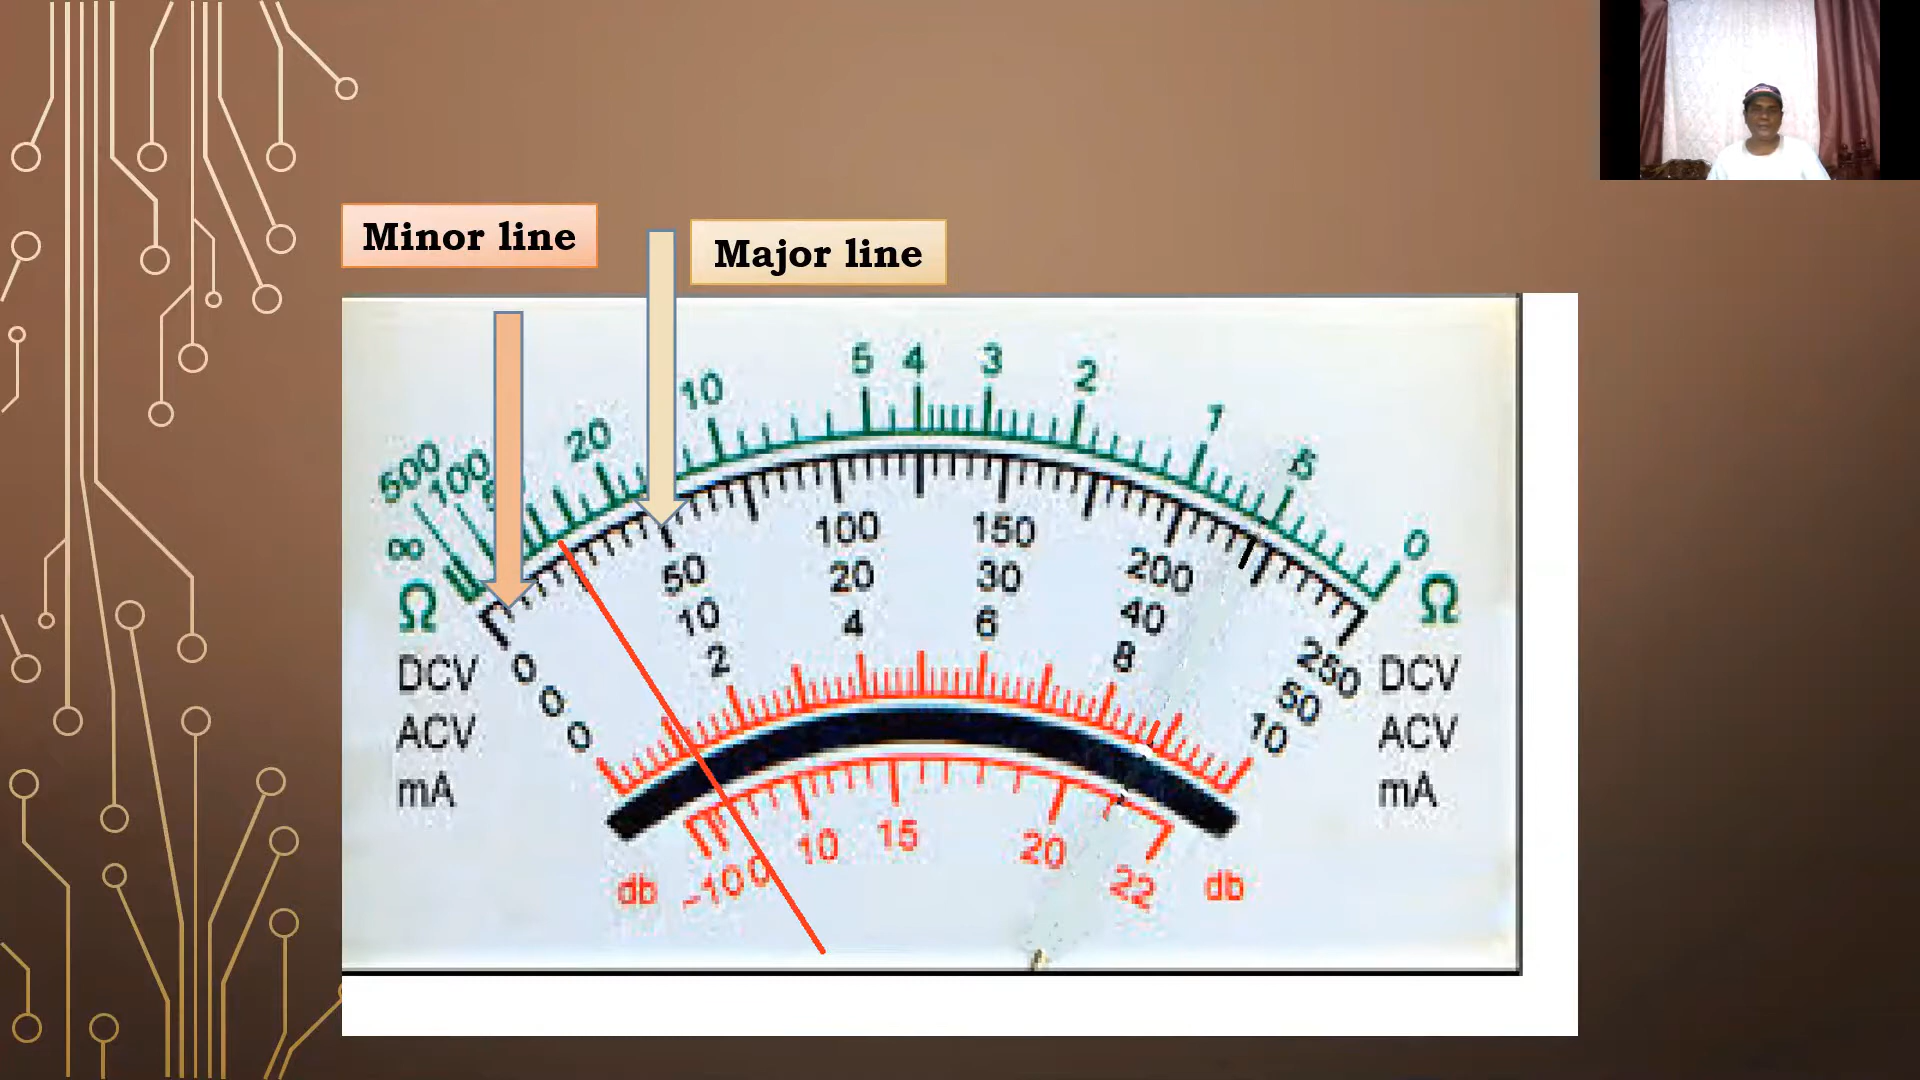 Minor line
Major line
500 100 20 10 5 4 3 2 1 .5 0
∞
Ω Ω
50 100 150 200
0 10 20 30 40 250
0 2 4 6 8 50
0 10
DCV DCV
ACV ACV
mA mA
db -10 0 10 15 20 22 db